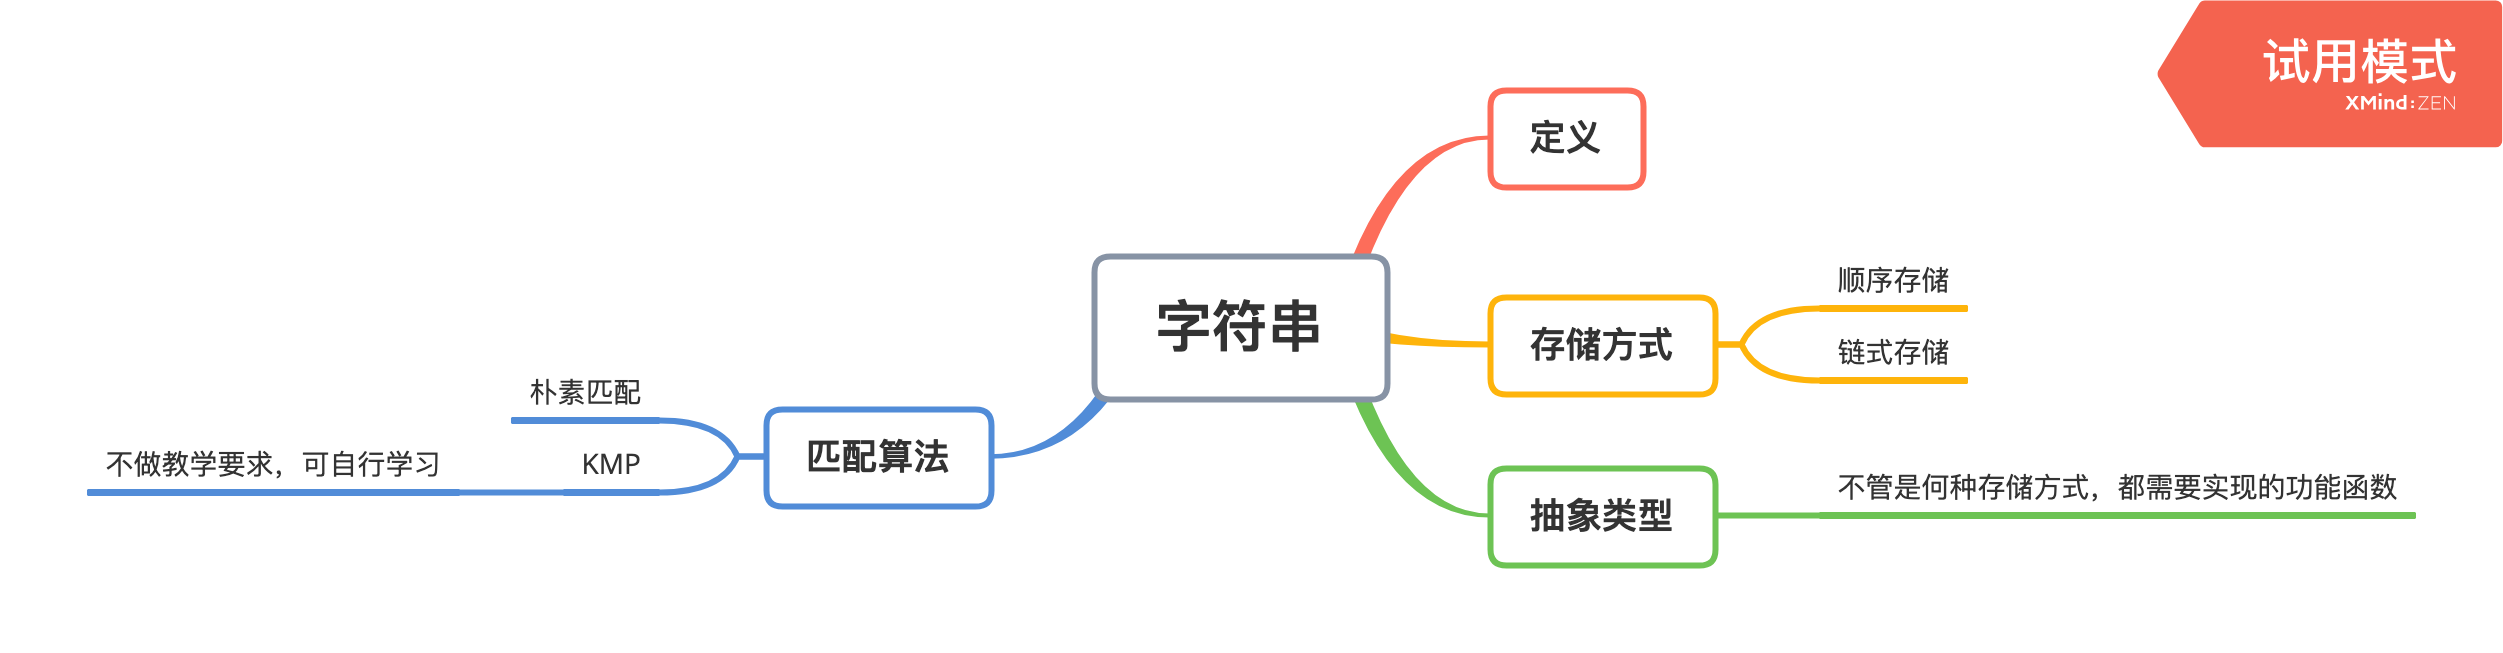 试用模式
XMind: ZEN
字符串
定义
存储方式
顺序存储
链式存储
抽象类型
不管是何种存储方式，都需要实现的功能函数
匹配算法
朴素匹配
KMP
不做教学要求，可自行学习